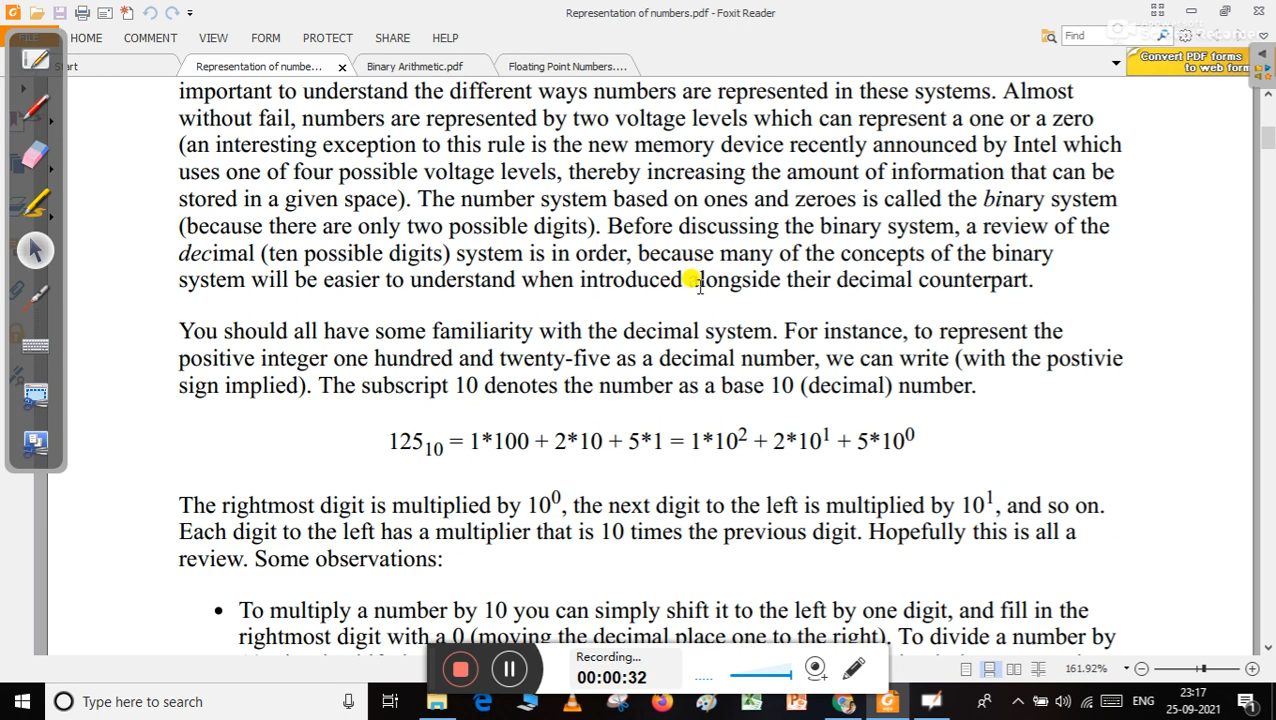 Representation of numbers.pdf - Foxit Reader
FILE HOME COMMENT VIEW FORM PROTECT SHARE HELP
Find
Start Representation of numbe... Binary Arithmetic.pdf Floating Point Numbers....
Convert PDF forms
to web form
important to understand the different ways numbers are represented in these systems. Almost
without fail, numbers are represented by two voltage levels which can represent a one or a zero
(an interesting exception to this rule is the new memory device recently announced by Intel which
uses one of four possible voltage levels, thereby increasing the amount of information that can be
stored in a given space). The number system based on ones and zeroes is called the binary system
(because there are only two possible digits). Before discussing the binary system, a review of the
decimal (ten possible digits) system is in order, because many of the concepts of the binary
system will be easier to understand when introduced alongside their decimal counterpart.
You should all have some familiarity with the decimal system. For instance, to represent the
positive integer one hundred and twenty-five as a decimal number, we can write (with the postivie
sign implied). The subscript 10 denotes the number as a base 10 (decimal) number.
125₁₀ = 1*100 + 2*10 + 5*1 = 1*10² + 2*10¹ + 5*10⁰
The rightmost digit is multiplied by 10⁰, the next digit to the left is multiplied by 10¹, and so on.
Each digit to the left has a multiplier that is 10 times the previous digit. Hopefully this is all a
review. Some observations:
• To multiply a number by 10 you can simply shift it to the left by one digit, and fill in the
rightmost digit with a 0 (moving the decimal place one to the right). To divide a number by
Recording...
00:00:32
161.92%
Type here to search
ENG
23:17
25-09-2021